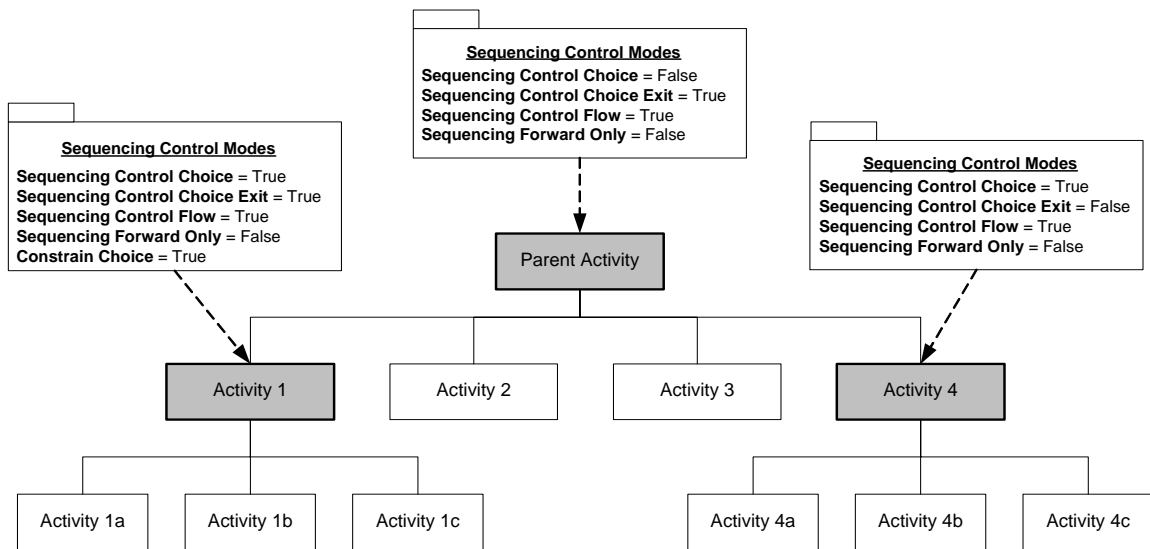 Sequencing Control Modes
Sequencing Control Choice = False
Sequencing Control Choice Exit = True
Sequencing Control Flow = True
Sequencing Forward Only = False
Sequencing Control Modes
Sequencing Control Choice = True
Sequencing Control Choice Exit = True
Sequencing Control Flow = True
Sequencing Forward Only = False
Constrain Choice = True
Sequencing Control Modes
Sequencing Control Choice = True
Sequencing Control Choice Exit = False
Sequencing Control Flow = True
Sequencing Forward Only = False
Parent Activity
Activity 1
Activity 2
Activity 3
Activity 4
Activity 1a
Activity 1b
Activity 1c
Activity 4a
Activity 4b
Activity 4c